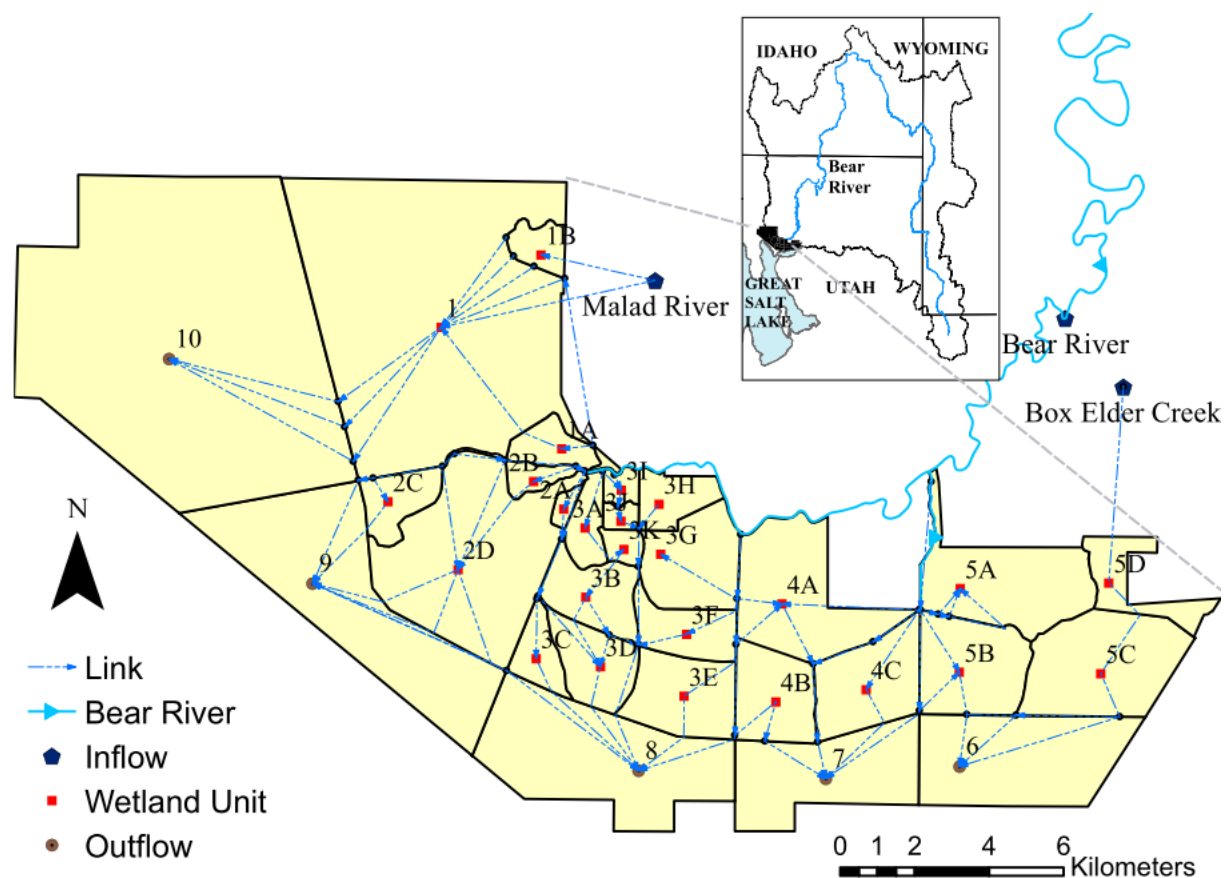 IDAHO
WYOMING
Bear
River
GREAT
SALT
LAKE
UTAH
1B
Malad River
1
10
Bear River
Box Elder Creek
1A
2B
2C
2A
3I
3H
3J
3A
3K
3G
N
9
2D
3B
4A
5A
5D
3F
3C
3D
3E
4B
4C
5B
5C
8
7
6
Link
Bear River
Inflow
Wetland Unit
Outflow
0 1 2 4 6
Kilometers